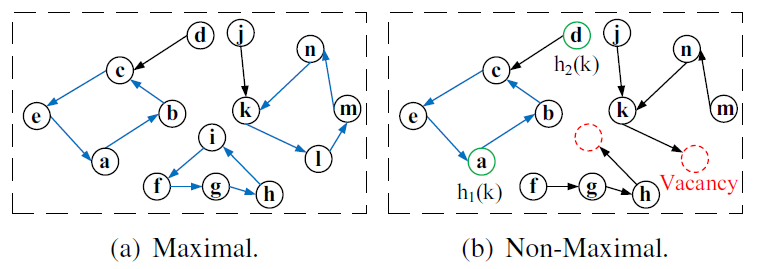 d
j
n
c
e
b
k
m
i
a
l
f
g
h
(a) Maximal.
d
j
n
h₂(k)
c
e
b
k
m
a
Vacancy
h₁(k)
f
g
h
(b) Non-Maximal.